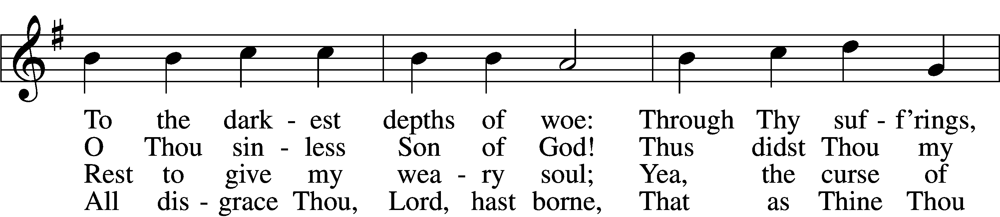 To the dark - est depths of woe: Through Thy suf - f’rings,
O Thou sin - less Son of God! Thus didst Thou my
Rest to give my wea - ry soul; Yea, the curse of
All dis - grace Thou, Lord, hast borne, That as Thine Thou